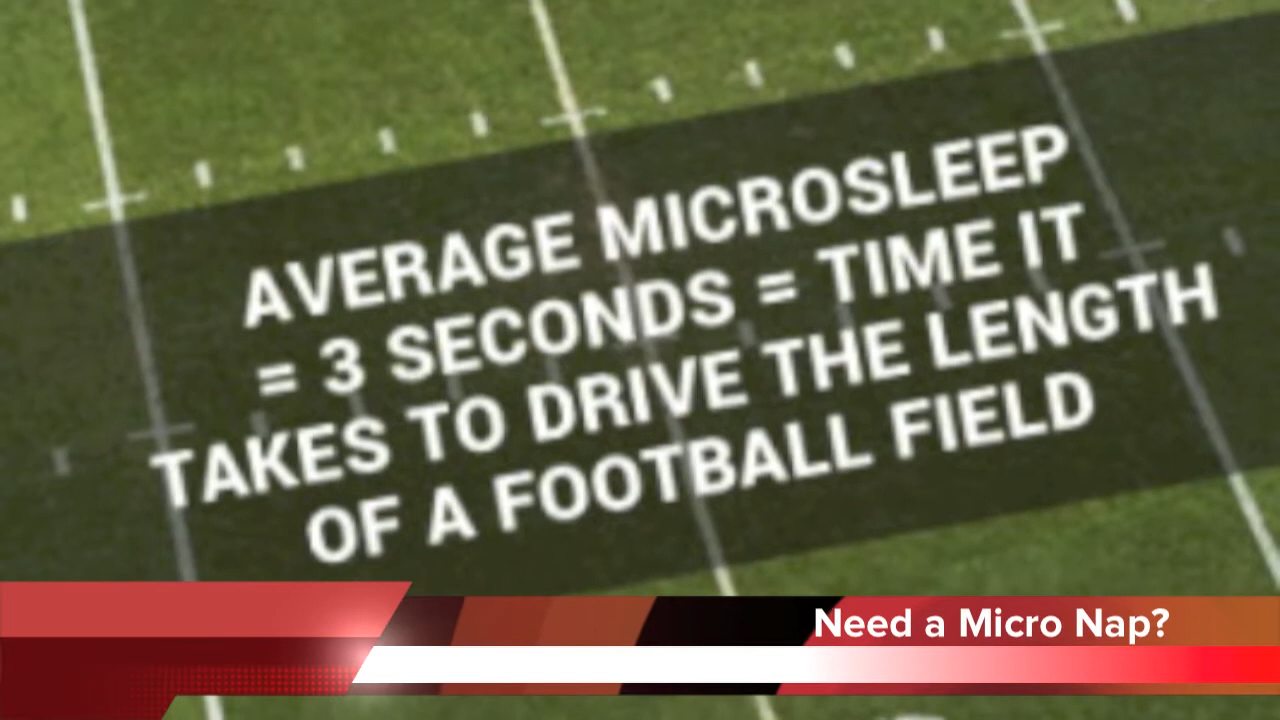 AVERAGE MICROSLEEP
= 3 SECONDS = TIME IT
TAKES TO DRIVE THE LENGTH
OF A FOOTBALL FIELD
Need a Micro Nap?